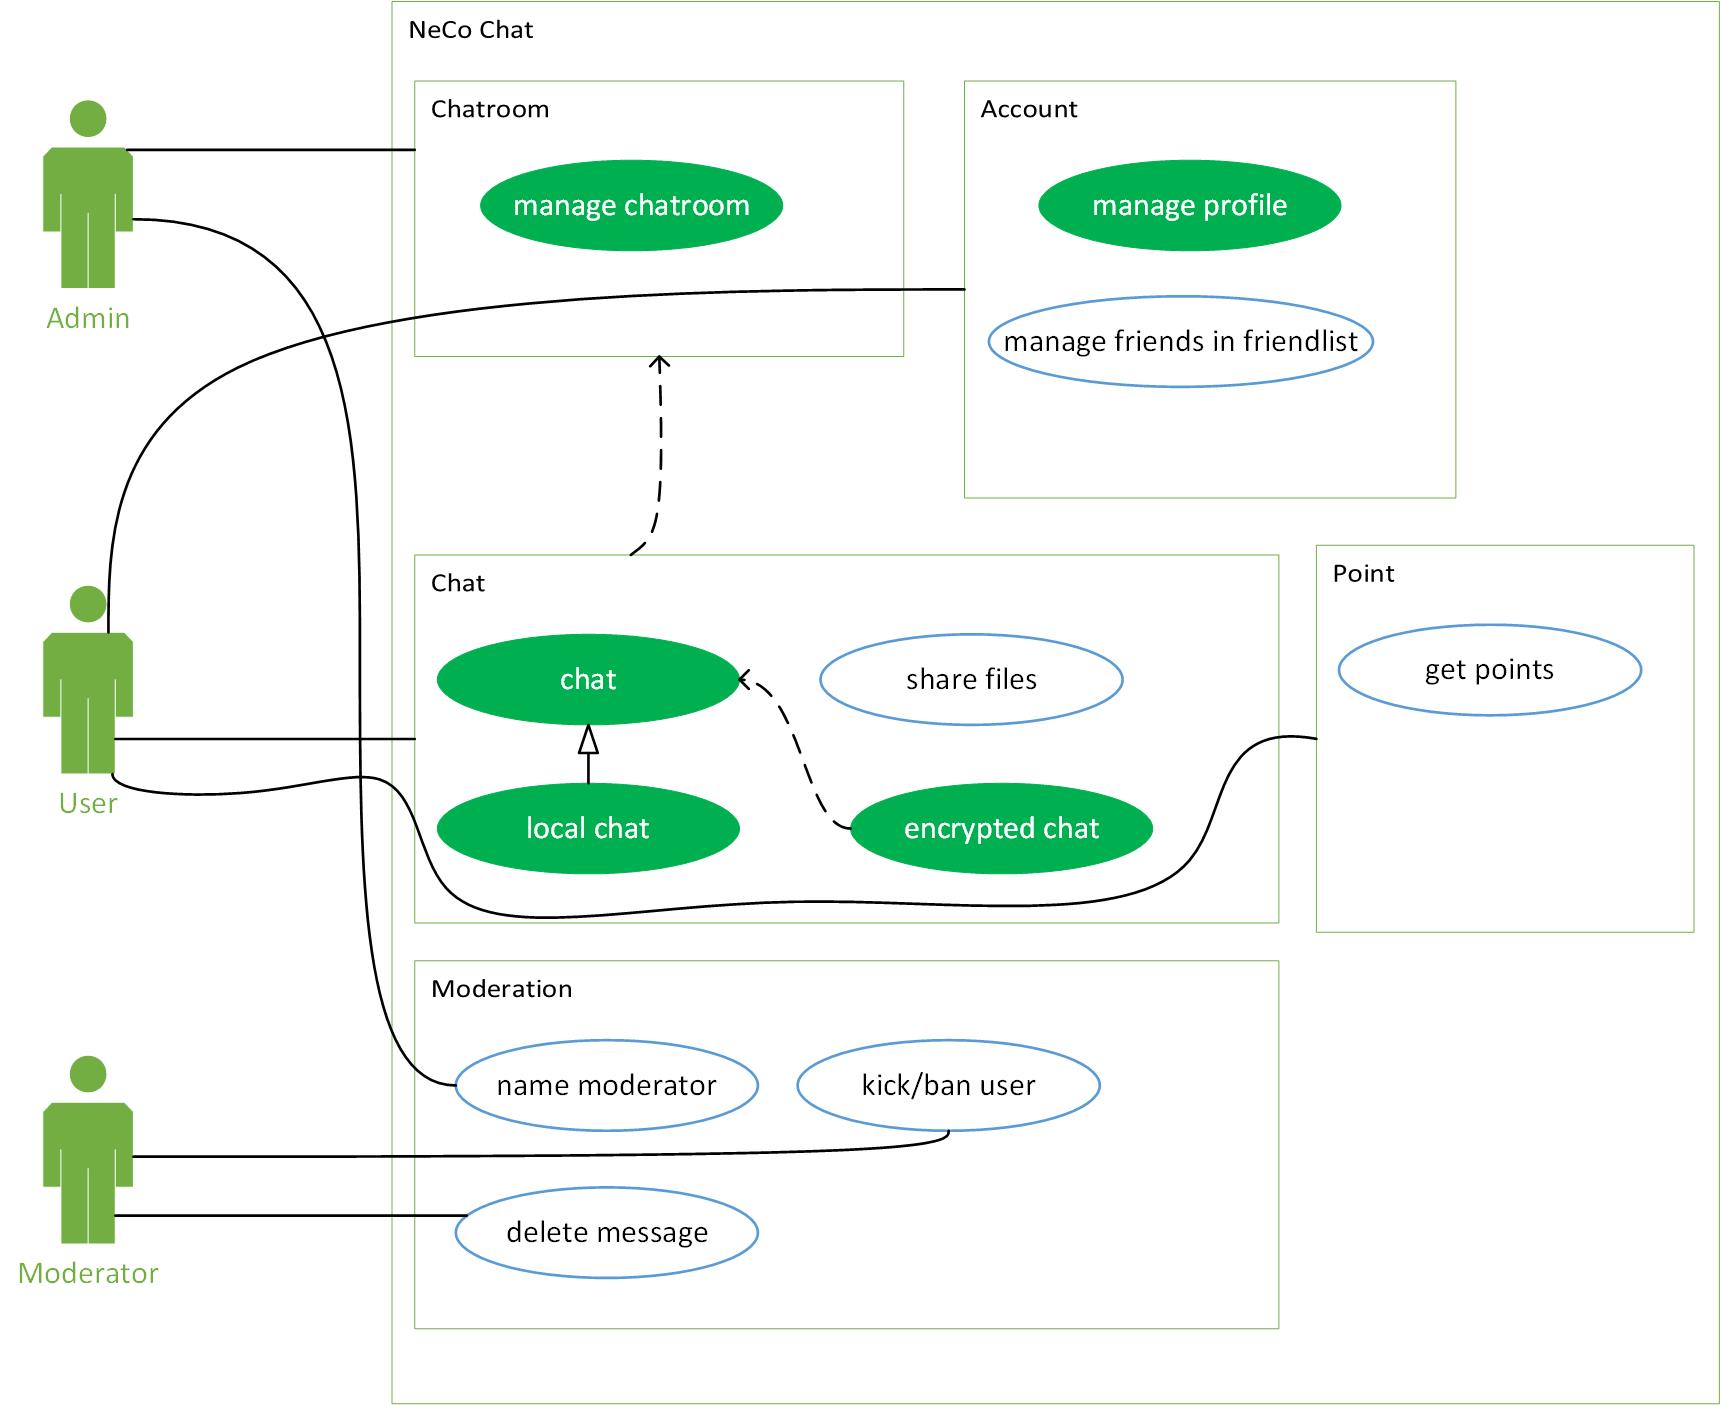 NeCo Chat
Chatroom
Account
manage chatroom
manage profile
Admin
manage friends in friendlist
Chat
Point
chat
share files
get points
User
local chat
encrypted chat
Moderation
name moderator
kick/ban user
delete message
Moderator